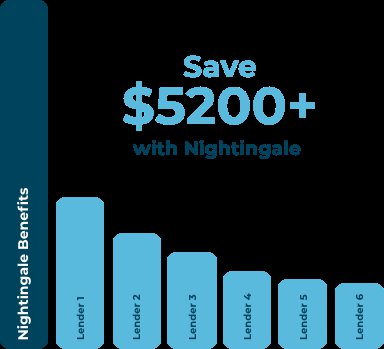 Save
$5200+
with Nightingale
Nightingale Benefits
Lender 1
Lender 2
Lender 3
Lender 4
Lender 5
Lender 6